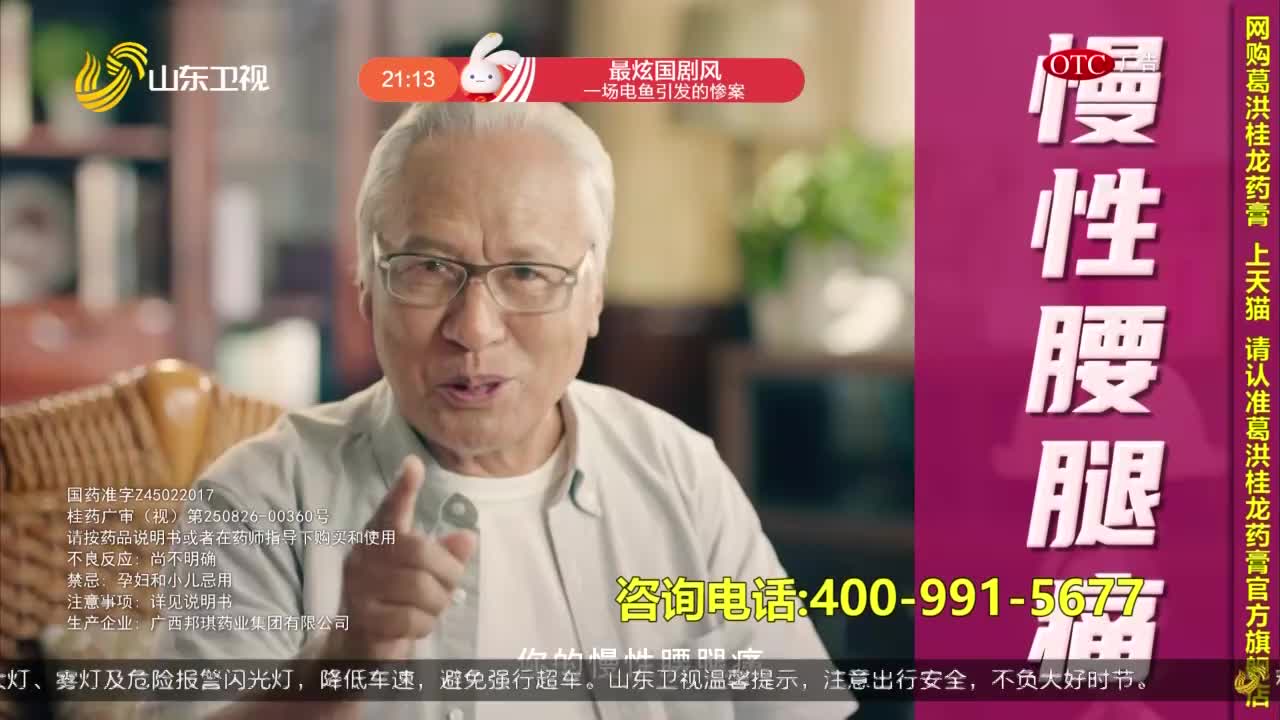 山东卫视
21:13
最炫国剧风
一场电鱼引发的惨案
OTC
广告
慢性腰腿痛
网购葛洪桂龙药膏 上天猫 请认准葛洪桂龙药膏官方旗舰店
国药准字Z45022017
桂药广审（视）第250826-00360号
请按药品说明书或者在药师指导下购买和使用
不良反应：尚不明确
禁忌：孕妇和小儿忌用
注意事项：详见说明书
生产企业：广西邦琪药业集团有限公司
咨询电话:400-991-5677
你的慢性腰腿痛
灯、雾灯及危险报警闪光灯，降低车速，避免强行超车。山东卫视温馨提示，注意出行安全，不负大好时节。